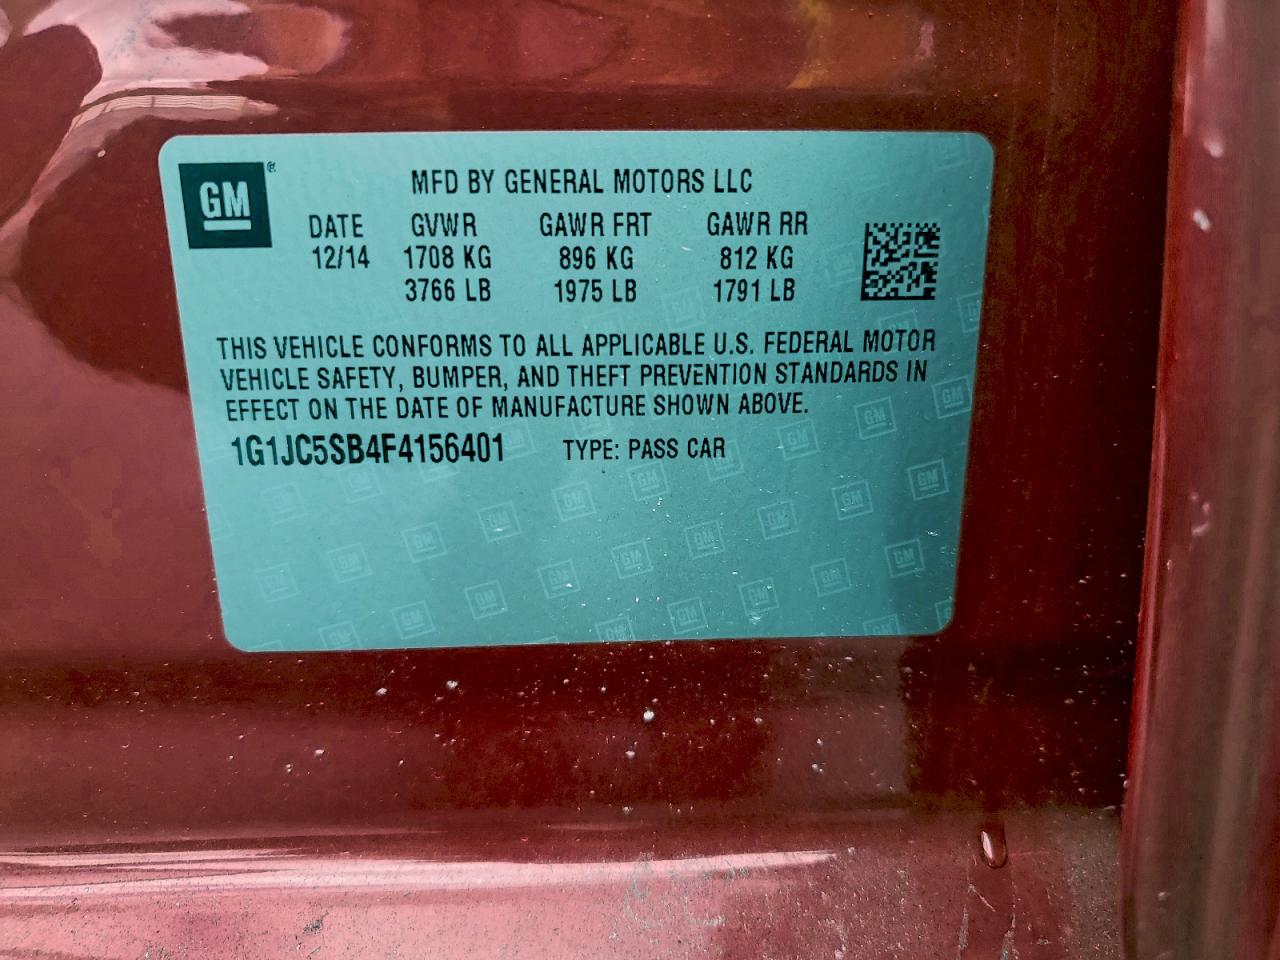 GM ®
MFD BY GENERAL MOTORS LLC
DATE GVWR GAWR FRT GAWR RR
12/14 1708 KG 896 KG 812 KG
3766 LB 1975 LB 1791 LB
THIS VEHICLE CONFORMS TO ALL APPLICABLE U.S. FEDERAL MOTOR
VEHICLE SAFETY, BUMPER, AND THEFT PREVENTION STANDARDS IN
EFFECT ON THE DATE OF MANUFACTURE SHOWN ABOVE.
1G1JC5SB4F4156401 TYPE: PASS CAR